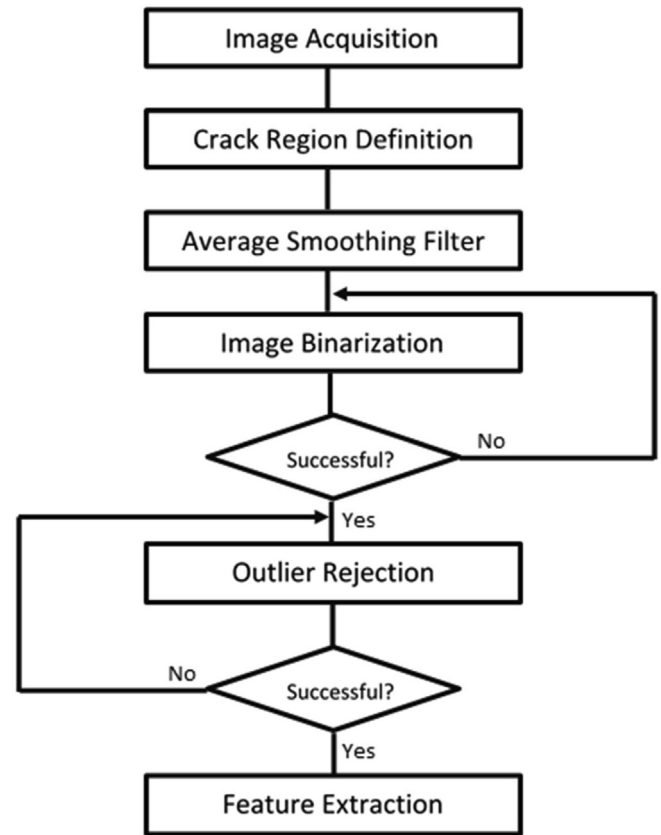 Image Acquisition
Crack Region Definition
Average Smoothing Filter
Image Binarization
Successful?
No
Yes
Outlier Rejection
No
Successful?
Yes
Feature Extraction